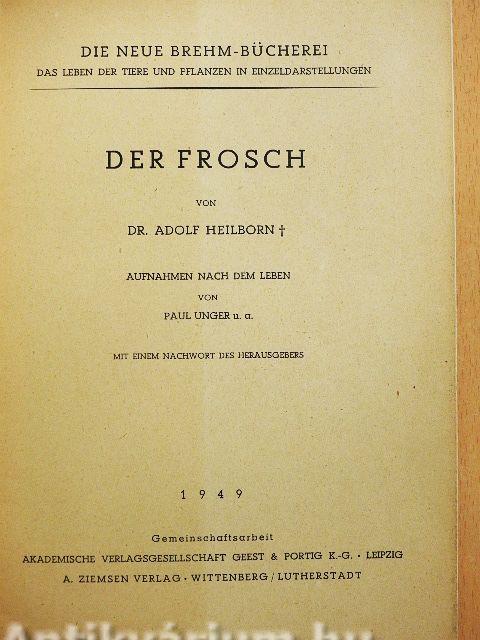 DIE NEUE BREHM-BÜCHEREI
DAS LEBEN DER TIERE UND PFLANZEN IN EINZELDARSTELLUNGEN
DER FROSCH
VON
DR. ADOLF HEILBORN †
AUFNAHMEN NACH DEM LEBEN
VON
PAUL UNGER u. a.
MIT EINEM NACHWORT DES HERAUSGEBERS
1949
Gemeinschaftsarbeit
AKADEMISCHE VERLAGSGESELLSCHAFT GEEST & PORTIG K.-G. · LEIPZIG
A. ZIEMSEN VERLAG · WITTENBERG/LUTHERSTADT
Antikvárium.hu